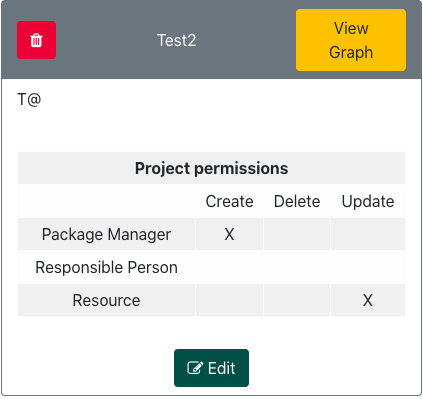 Test2
View
Graph
T@
Project permissions
Create Delete Update
Package Manager X
Responsible Person
Resource X
Edit